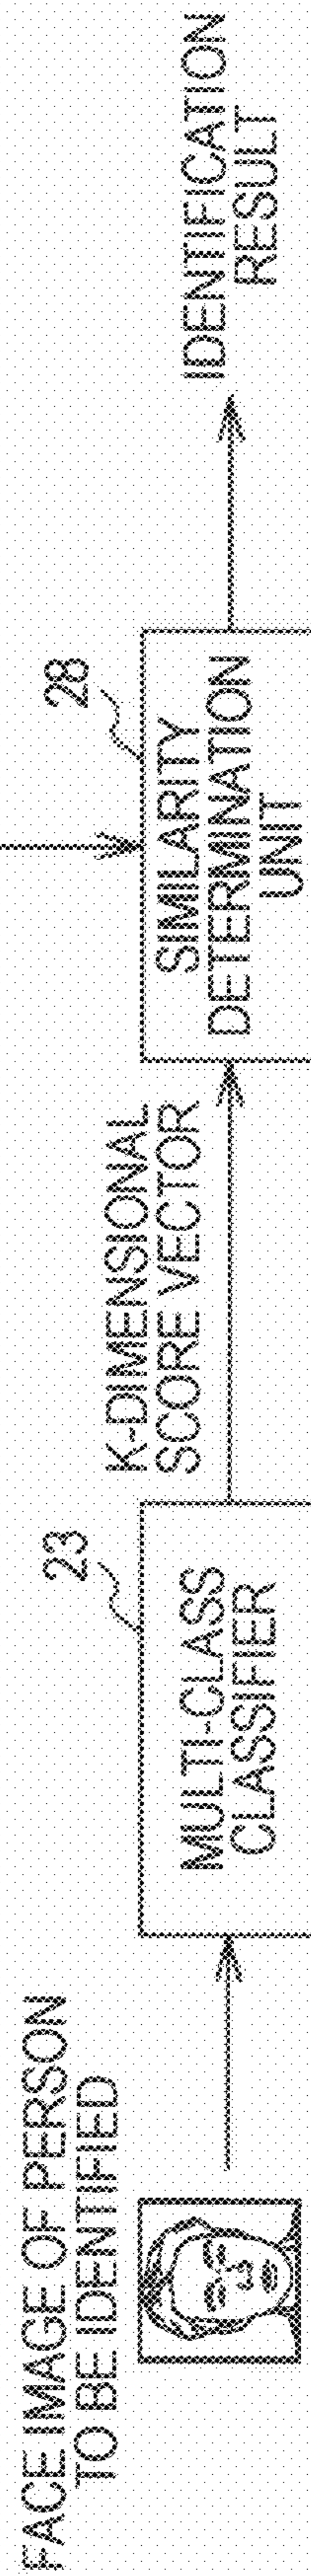 FACE IMAGE OF PERSON
TO BE IDENTIFIED
23
MULTI-CLASS
CLASSIFIER
K-DIMENSIONAL
SCORE VECTOR
28
SIMILARITY
DETERMINATION
UNIT
IDENTIFICATION
RESULT